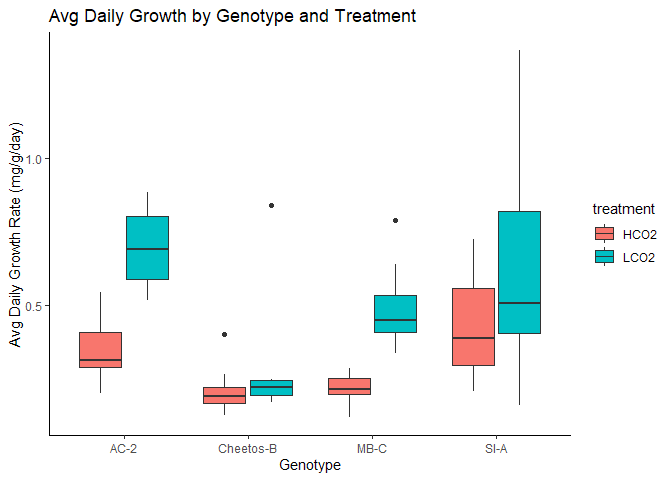 Avg Daily Growth by Genotype and Treatment
Avg Daily Growth Rate (mg/g/day)
1.0
0.5
AC-2
Cheetos-B
MB-C
SI-A
Genotype
treatment
HCO2
LCO2